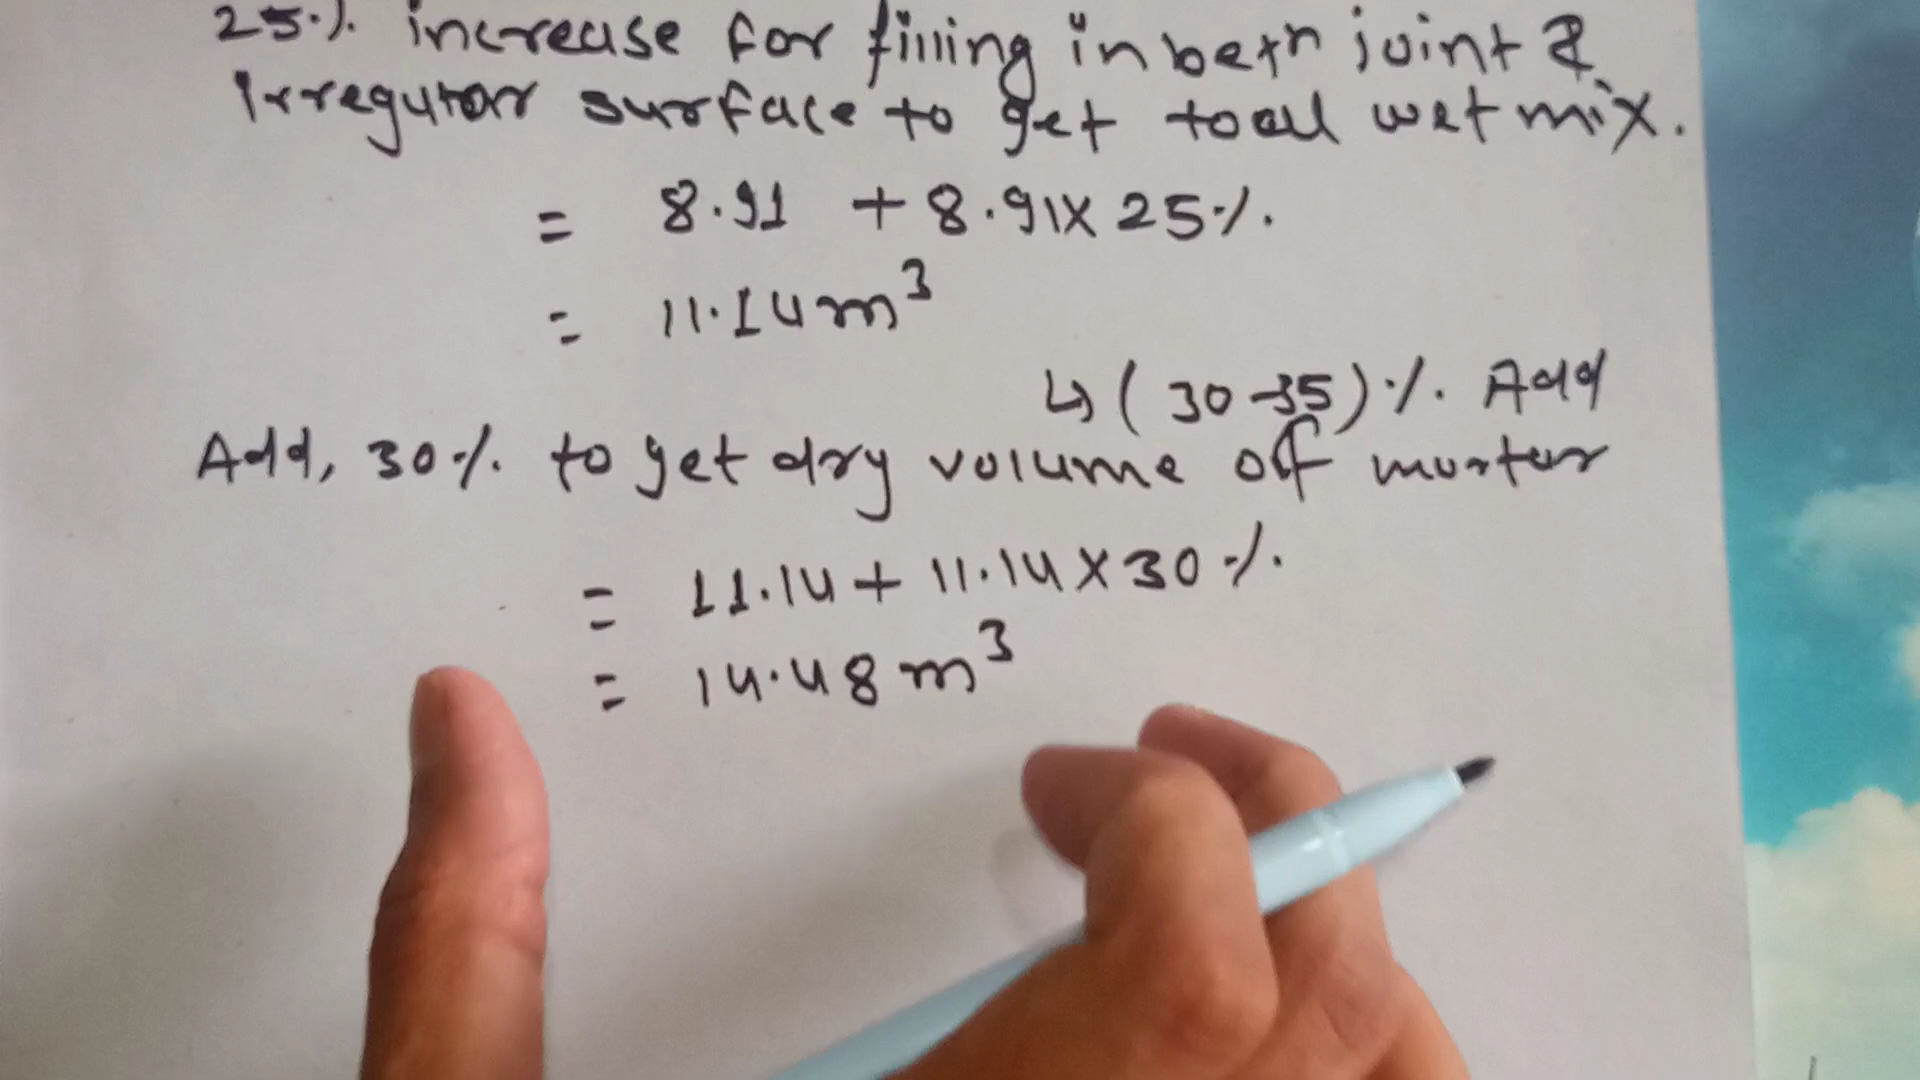 25%. increase for filling in betn joint &
Irregular surface to get toal wet mix.
= 8.91 + 8.91 x 25%.
= 11.14 m³
↳ (30-35)%. Add
Add, 30%. to get dry volume of mortar
= 11.14 + 11.14 x 30%.
= 14.48 m³